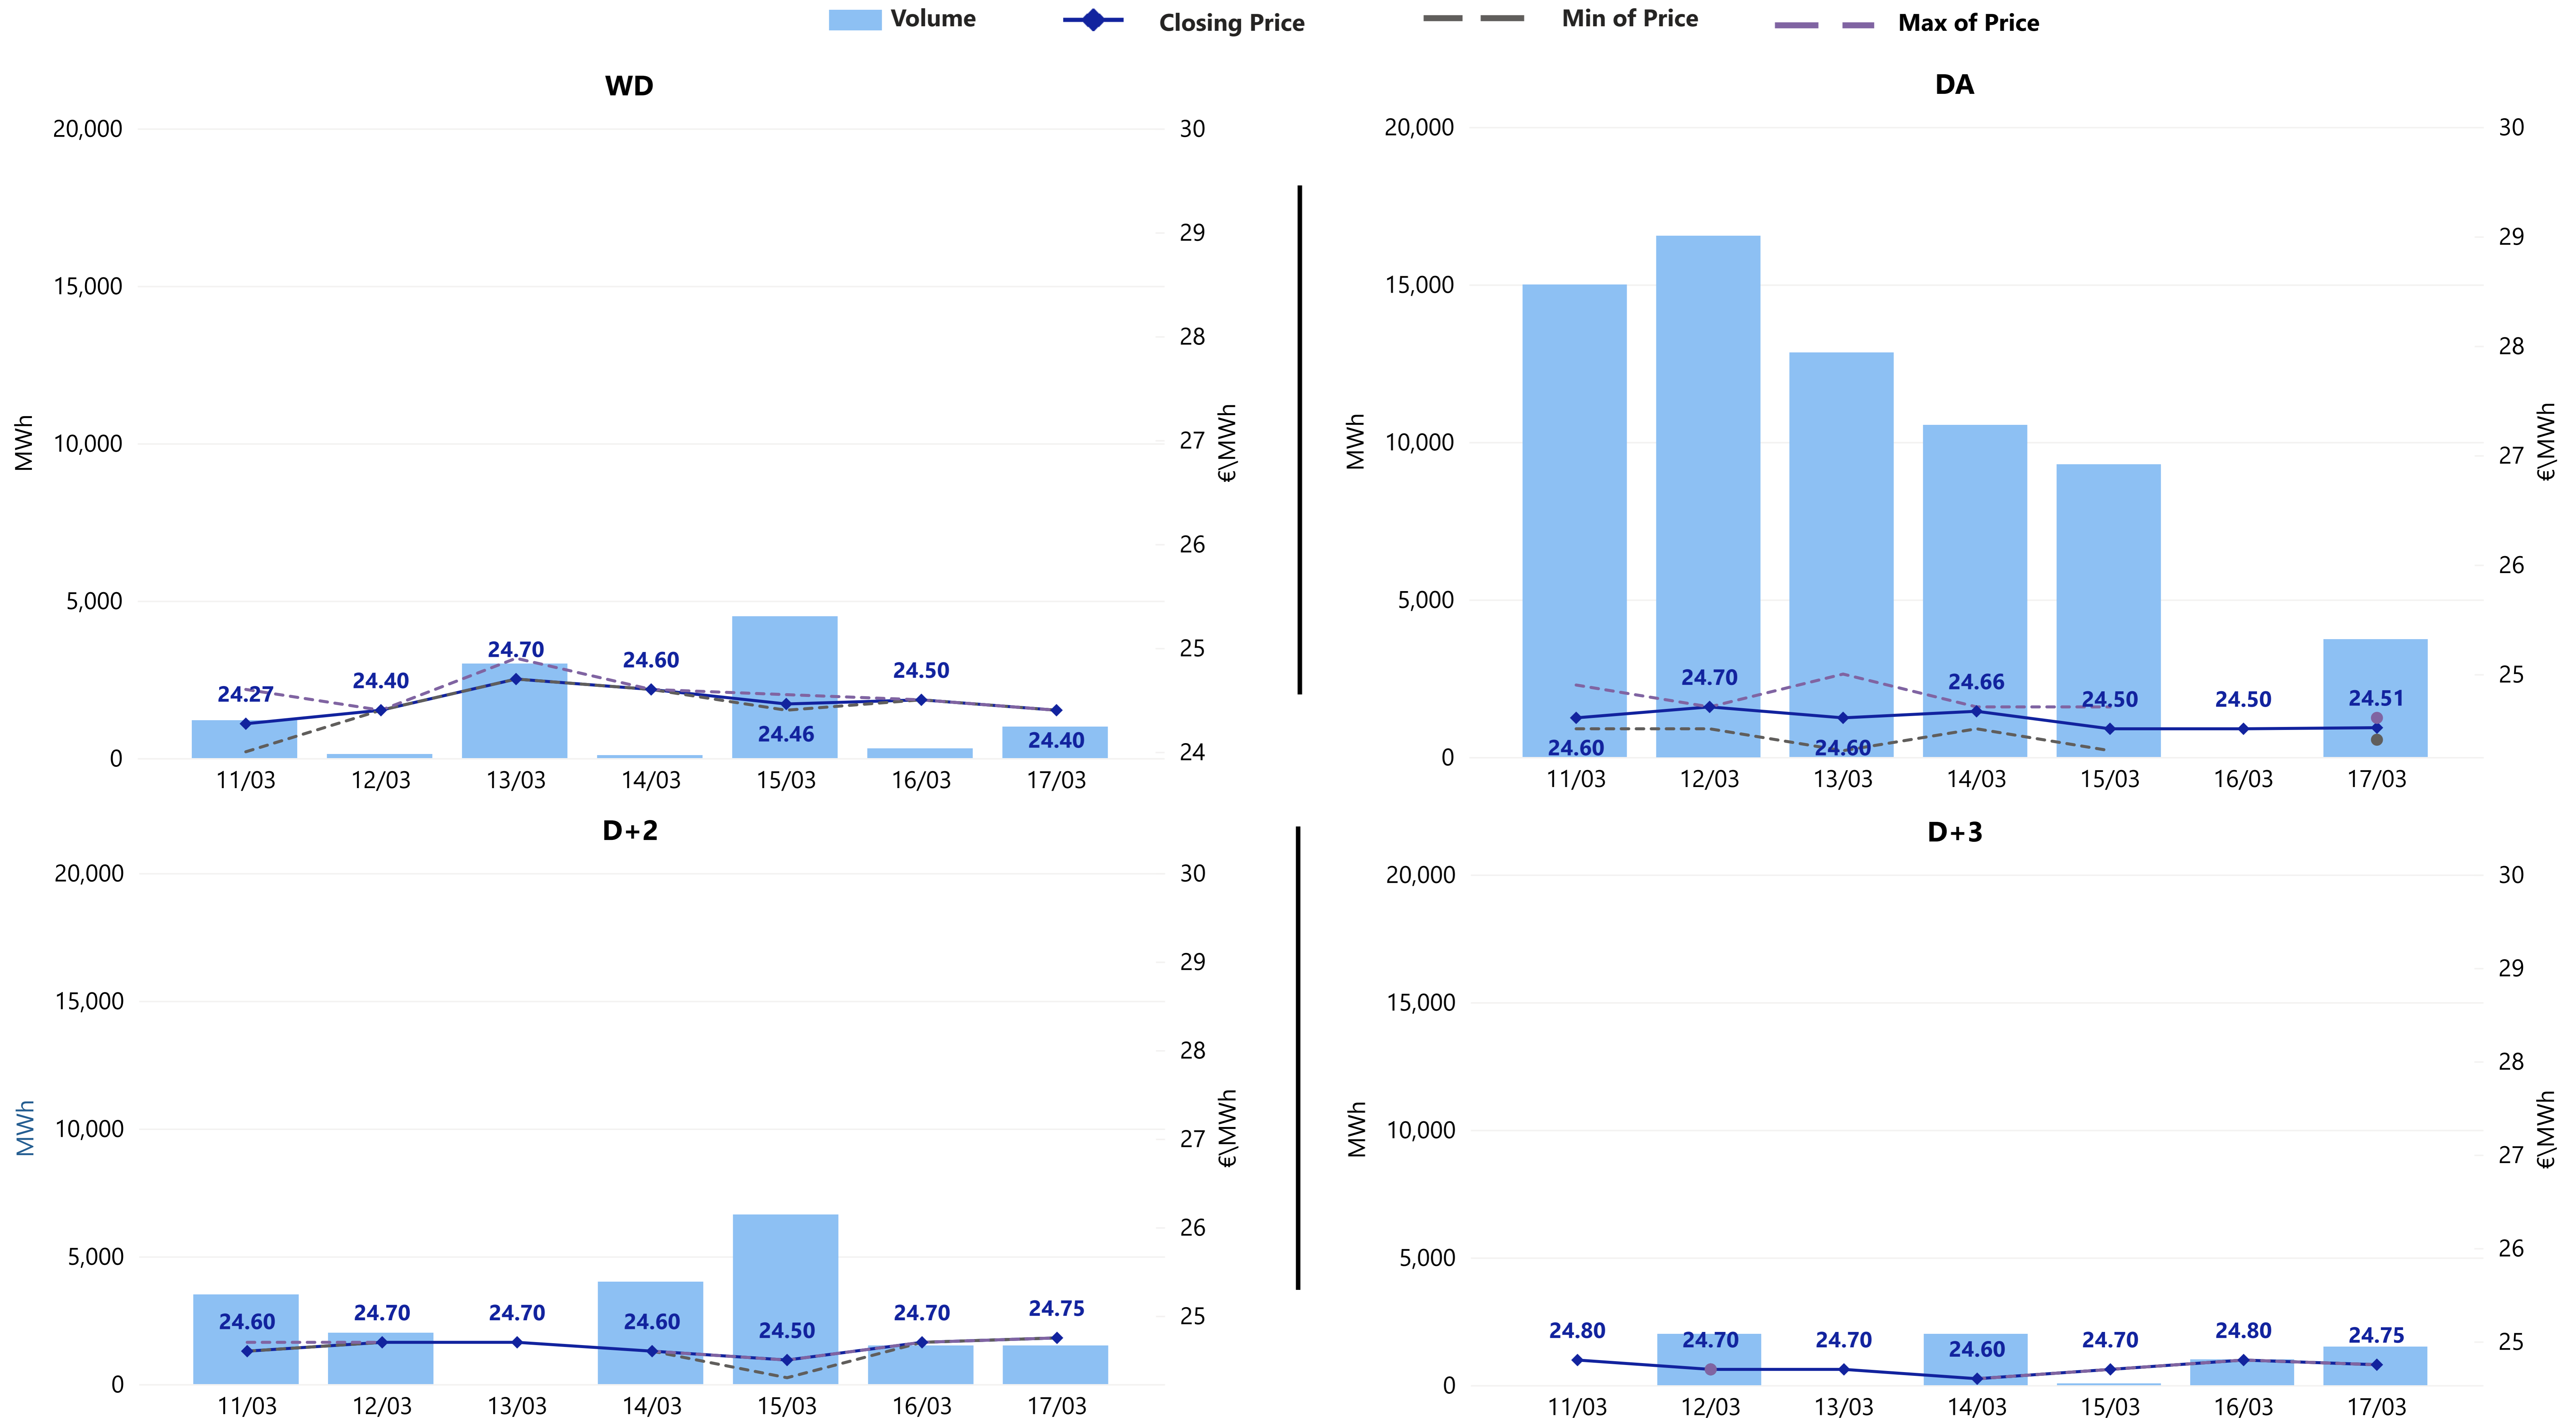 Volume Closing Price Min of Price Max of Price
WD
20,000
15,000
10,000
5,000
0
MWh
30
29
28
27
26
25
24
€\MWh
24.27 24.40 24.70 24.60 24.46 24.50 24.40
11/03 12/03 13/03 14/03 15/03 16/03 17/03
DA
20,000
15,000
10,000
5,000
0
MWh
30
29
28
27
26
25
€\MWh
24.60 24.70 24.60 24.66 24.50 24.50 24.51
11/03 12/03 13/03 14/03 15/03 16/03 17/03
D+2
20,000
15,000
10,000
5,000
0
MWh
30
29
28
27
26
25
€\MWh
24.60 24.70 24.70 24.60 24.50 24.70 24.75
11/03 12/03 13/03 14/03 15/03 16/03 17/03
D+3
20,000
15,000
10,000
5,000
0
MWh
30
29
28
27
26
25
€\MWh
24.80 24.70 24.70 24.60 24.70 24.80 24.75
11/03 12/03 13/03 14/03 15/03 16/03 17/03